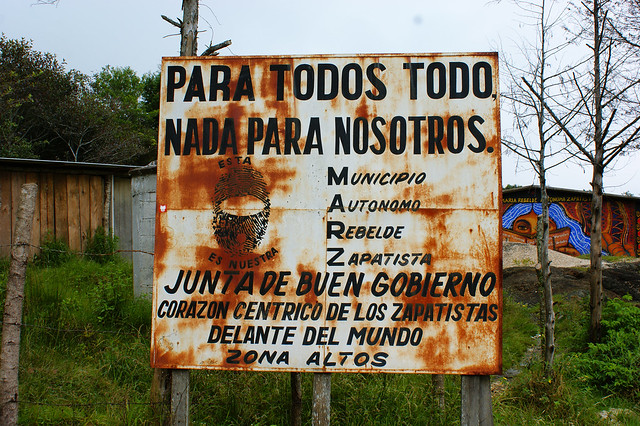 PARA TODOS TODO,
NADA PARA NOSOTROS.
ESTA
ES NUESTRA
MUNICIPIO
AUTONOMO
REBELDE
ZAPATISTA
JUNTA DE BUEN GOBIERNO
CORAZON CENTRICO DE LOS ZAPATISTAS
DELANTE DEL MUNDO
ZONA ALTOS
REBELDE